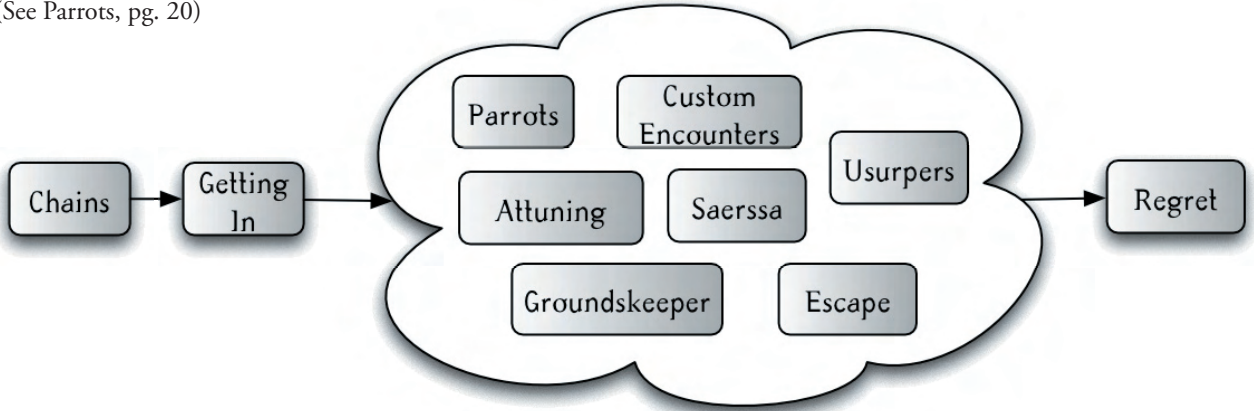 (See Parrots, pg. 20)
Chains
Getting
In
Parrots
Custom
Encounters
Usurpers
Attuning
Saerssa
Groundskeeper
Escape
Regret